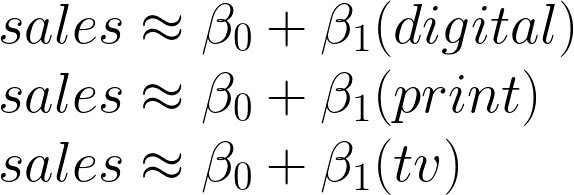 sales ≈ β₀ + β₁(digital)
sales ≈ β₀ + β₁(print)
sales ≈ β₀ + β₁(tv)